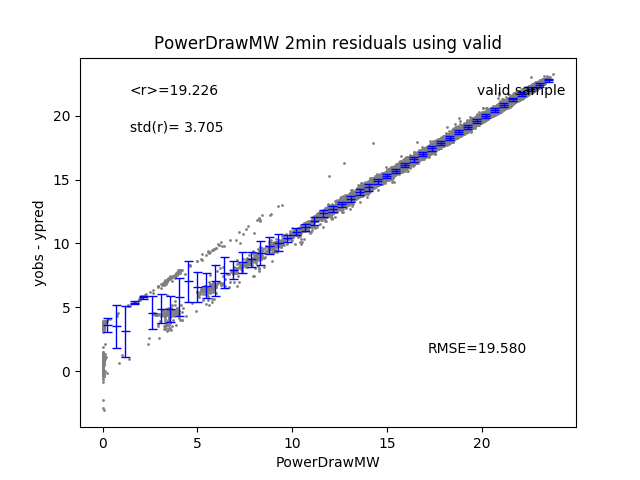 PowerDrawMW 2min residuals using valid
<r>=19.226
valid sample
std(r)= 3.705
RMSE=19.580
yobs - ypred
20
15
10
5
0
0 5 10 15 20
PowerDrawMW